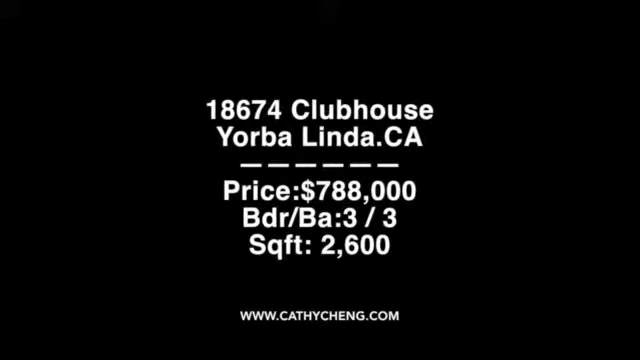 18674 Clubhouse
Yorba Linda.CA
——————
Price:$788,000
Bdr/Ba:3 / 3
Sqft: 2,600
WWW.CATHYCHENG.COM